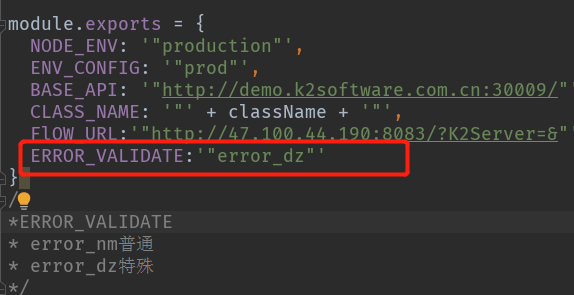 module.exports = {
NODE_ENV: '"production"',
ENV_CONFIG: '"prod"',
BASE_API: '"http://demo.k2software.com.cn:30009/"'
CLASS_NAME: '"' + className + '"',
FlOW_URL:'"http://47.100.44.190:8083/?K2Server=&"
ERROR_VALIDATE:'"error_dz"'
}
/
*ERROR_VALIDATE
* error_nm普通
* error_dz特殊
*/